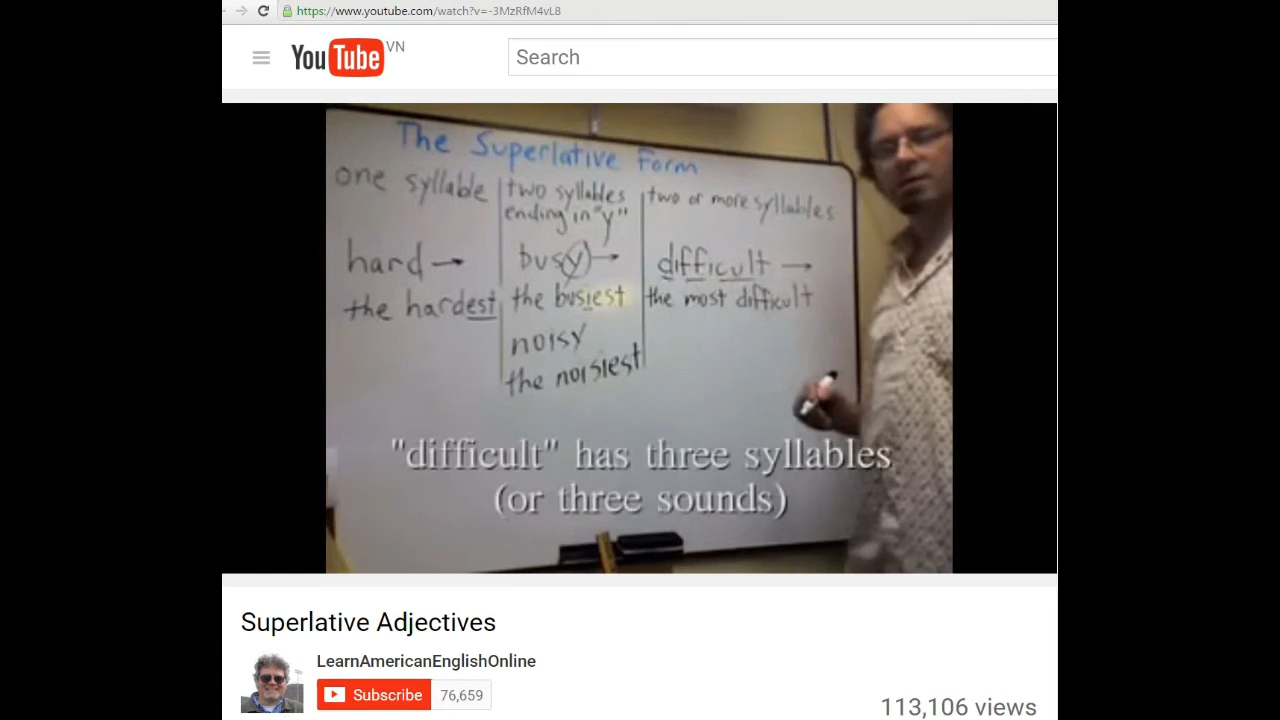 https://www.youtube.com/watch?v=-3MzRfM4vL8
YouTube VN
Search
The Superlative Form
one syllable
hard →
the hardest
two syllables
ending in "y"
busy →
the busiest
noisy
the noisiest
two or more syllables
difficult →
the most difficult
"difficult" has three syllables
(or three sounds)
Superlative Adjectives
LearnAmericanEnglishOnline
Subscribe 76,659
113,106 views